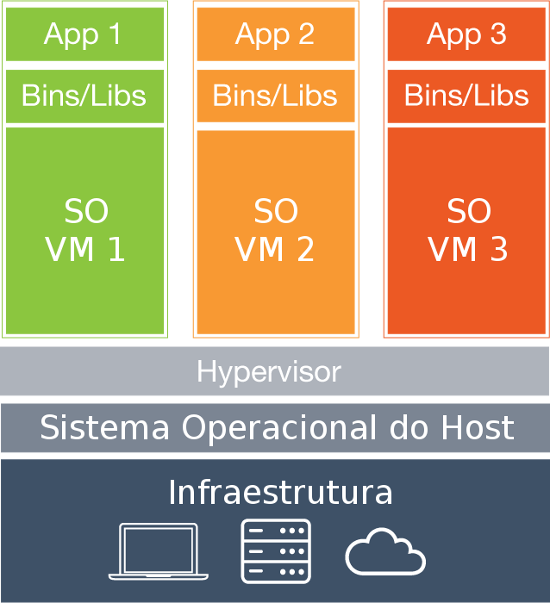 App 1
App 2
App 3
Bins/Libs
Bins/Libs
Bins/Libs
SO
VM 1
SO
VM 2
SO
VM 3
Hypervisor
Sistema Operacional do Host
Infraestrutura